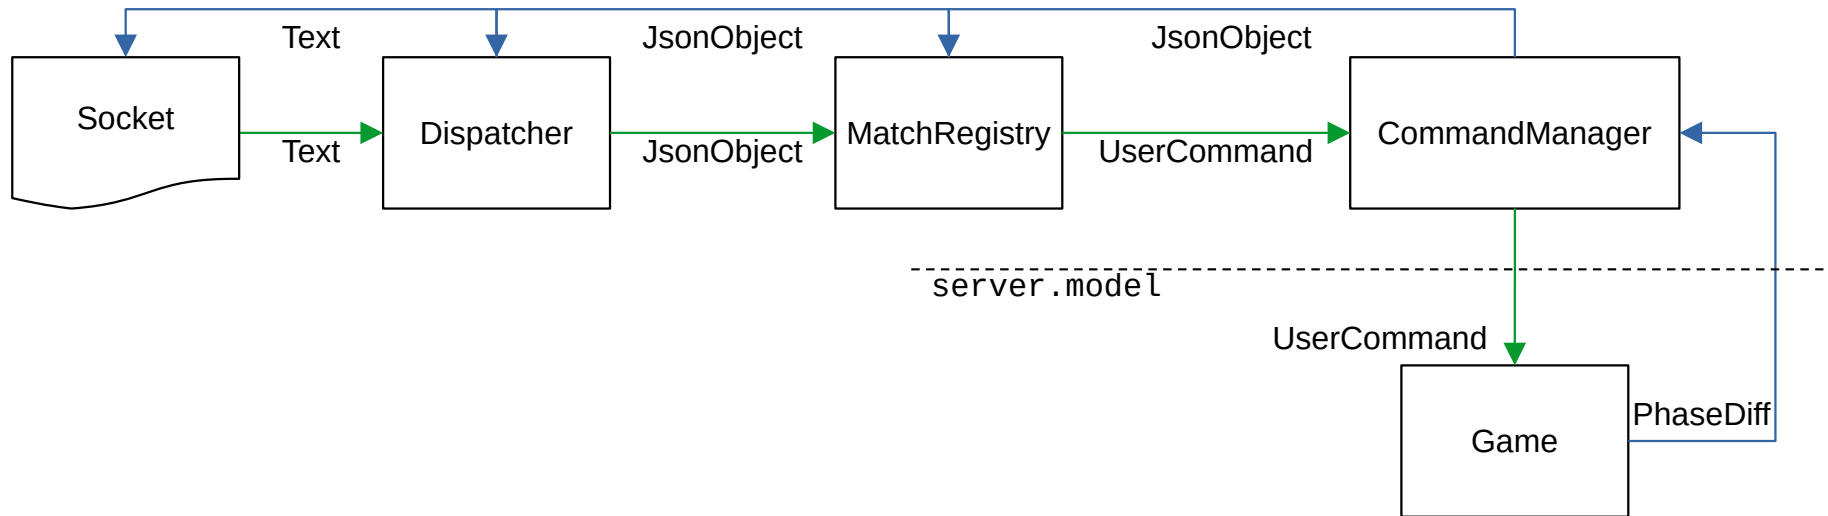 Text
JsonObject
JsonObject
Socket
Dispatcher
MatchRegistry
CommandManager
Text
JsonObject
UserCommand
server.model
UserCommand
PhaseDiff
Game